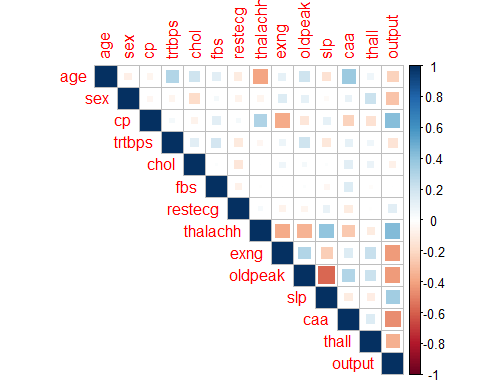 age
sex
cp
trtbps
chol
fbs
restecg
thalachh
exng
oldpeak
slp
caa
thall
output
age
sex
cp
trtbps
chol
fbs
restecg
thalachh
exng
oldpeak
slp
caa
thall
output
1
0.8
0.6
0.4
0.2
0
-0.2
-0.4
-0.6
-0.8
-1